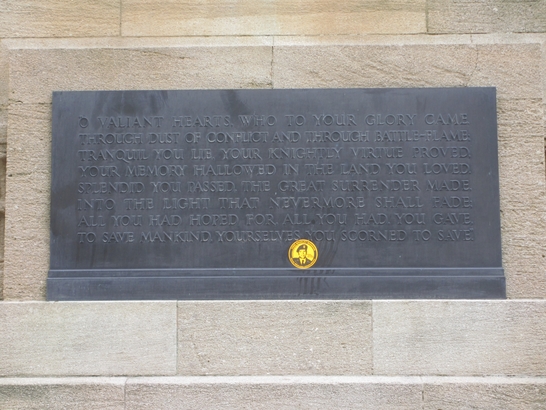 O VALIANT HEARTS, WHO TO YOUR GLORY CAME
THROUGH DUST OF CONFLICT AND THROUGH BATTLE-FLAME;
TRANQUIL YOU LIE, YOUR KNIGHTLY VIRTUE PROVED,
YOUR MEMORY HALLOWED IN THE LAND YOU LOVED.
SPLENDID YOU PASSED, THE GREAT SURRENDER MADE,
INTO THE LIGHT THAT NEVERMORE SHALL FADE;
ALL YOU HAD HOPED FOR, ALL YOU HAD, YOU GAVE
TO SAVE MANKIND, YOURSELVES YOU SCORNED TO SAVE.